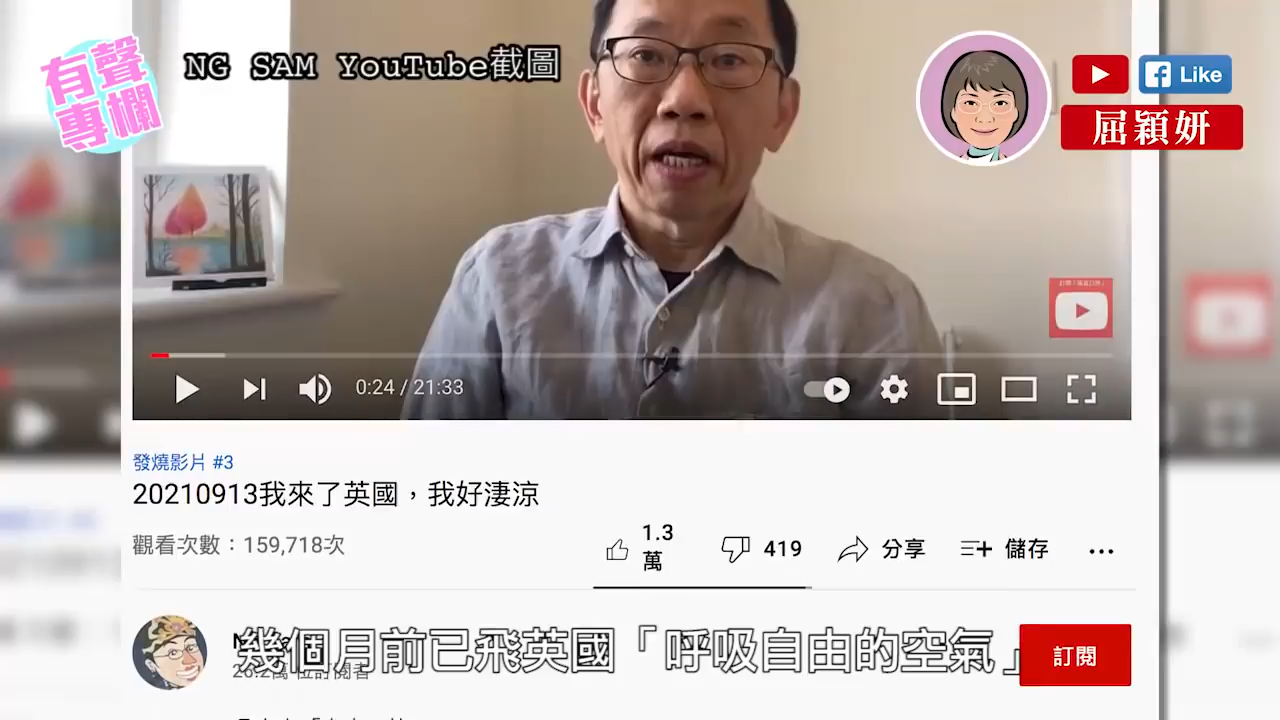 有聲
專欄
NG SAM YouTube截圖
Like
屈穎妍
0:24 / 21:33
發燒影片 #3
20210913我來了英國，我好淒涼
觀看次數：159,718次
1.3
萬
419
分享
儲存
幾個月前已飛英國「呼吸自由的空氣」
訂閱